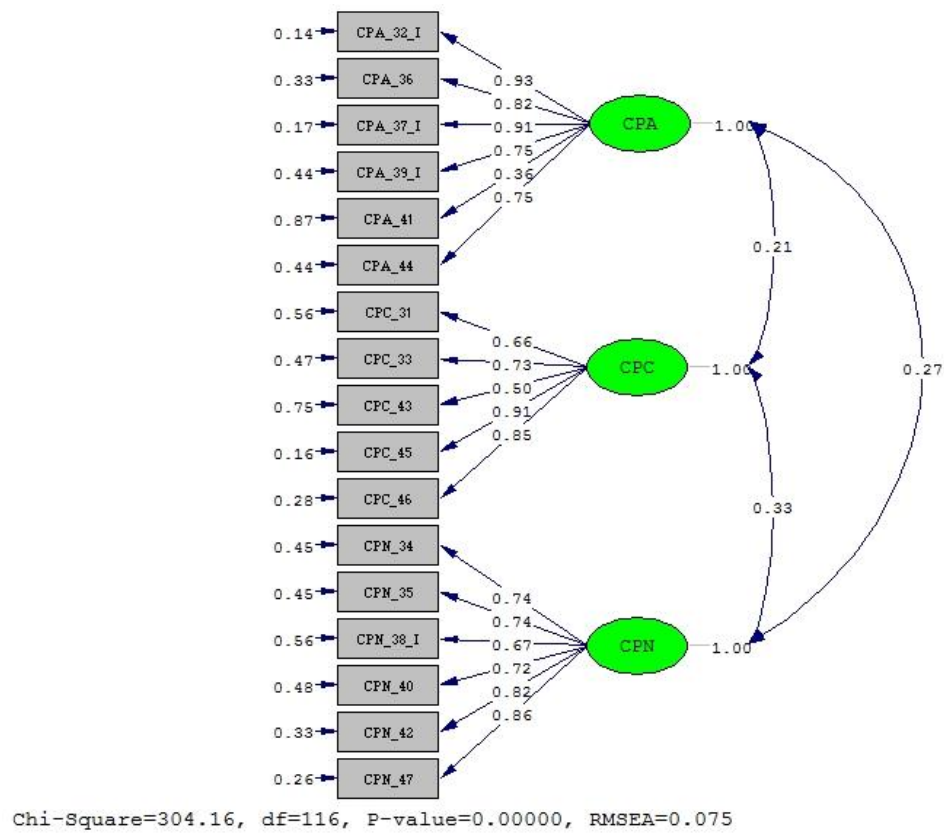 0.14 CPA_32_I
0.93
0.33 CPA_36
0.82
0.17 CPA_37_I 0.91 CPA 1.00
0.75
0.44 CPA_39_I
0.36
0.75
0.87 CPA_41
0.21
0.44 CPA_44
0.56 CPC_31
0.66
0.47 CPC_33 0.73 CPC 1.00 0.27
0.50
0.75 CPC_43
0.91
0.85
0.16 CPC_45
0.28 CPC_46
0.33
0.45 CPN_34
0.74
0.45 CPN_35
0.74
0.56 CPN_38_I 0.67 CPN 1.00
0.72
0.48 CPN_40
0.82
0.86
0.33 CPN_42
0.26 CPN_47
Chi-Square=304.16, df=116, P-value=0.00000, RMSEA=0.075